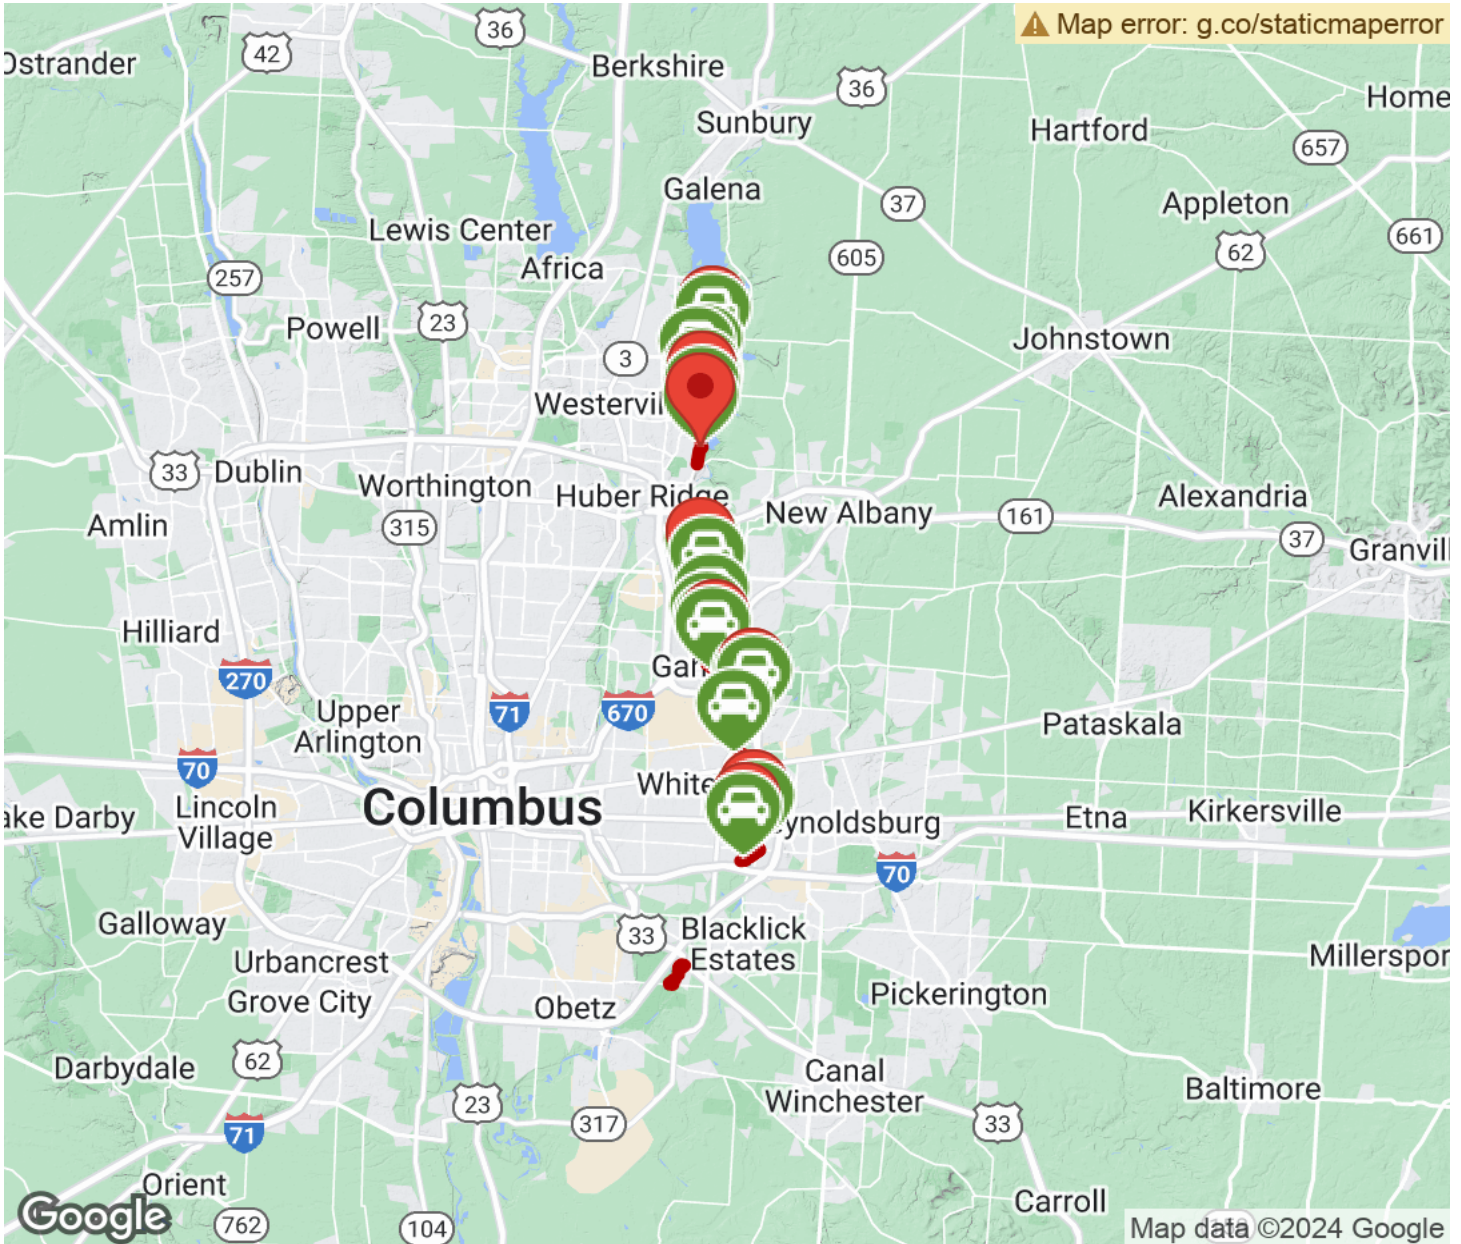 36
Map error: g.co/staticmaperror
42
Ostrander
Berkshire
36
Home
Sunbury
Hartford
657
Galena
37
Appleton
Lewis Center
661
62
605
Africa
257
23
Powell
Johnstown
3
Westervil
33
Dublin
Worthington
Huber Ridge
Alexandria
New Albany
161
Amlin
315
37
Granvill
Hilliard
Gah
270
71
670
Upper
Arlington
Pataskala
70
White
Columbus
Lincoln
Village
ake Darby
Kirkersville
Etna
eynoldsburg
70
Galloway
33
Blacklick
Estates
Millerspor
Urbancrest
Grove City
Obetz
Pickerington
62
Darbydale
Canal
Winchester
Baltimore
23
317
33
71
Orient
Carroll
Google
762
104
Map data ©2024 Google